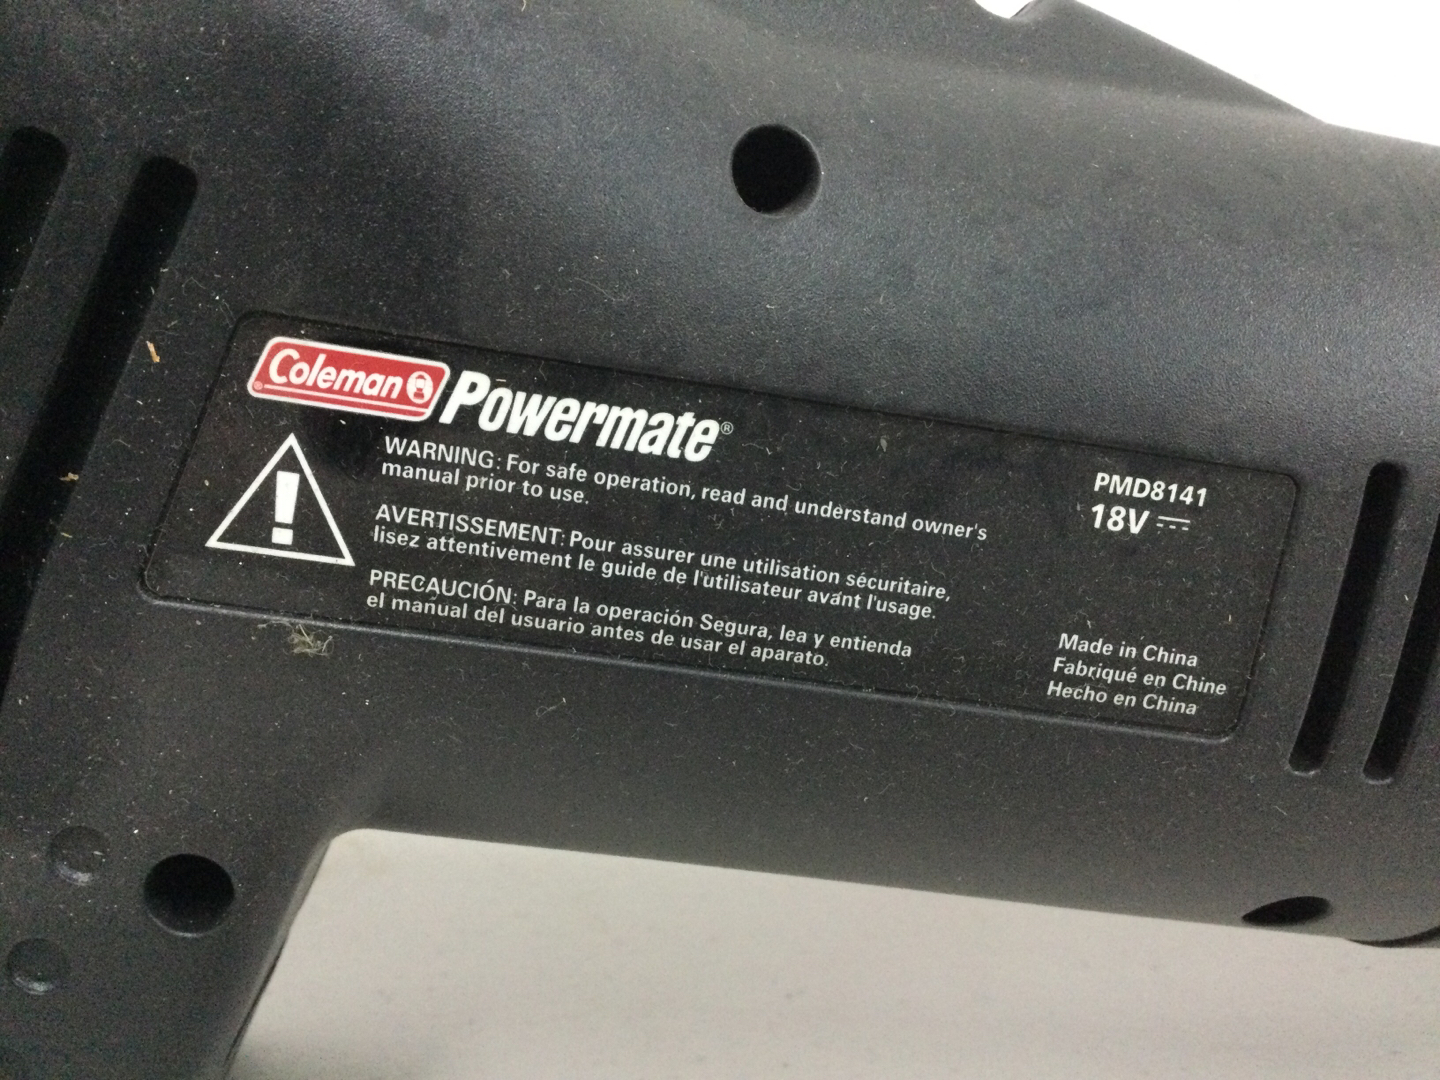 Coleman® Powermate®
WARNING: For safe operation, read and understand owner's
manual prior to use.
AVERTISSEMENT: Pour assurer une utilisation sécuritaire,
lisez attentivement le guide de l'utilisateur avant l'usage.
PRECAUCIÓN: Para la operación Segura, lea y entienda
el manual del usuario antes de usar el aparato.
PMD8141
18V ⎓
Made in China
Fabriqué en Chine
Hecho en China